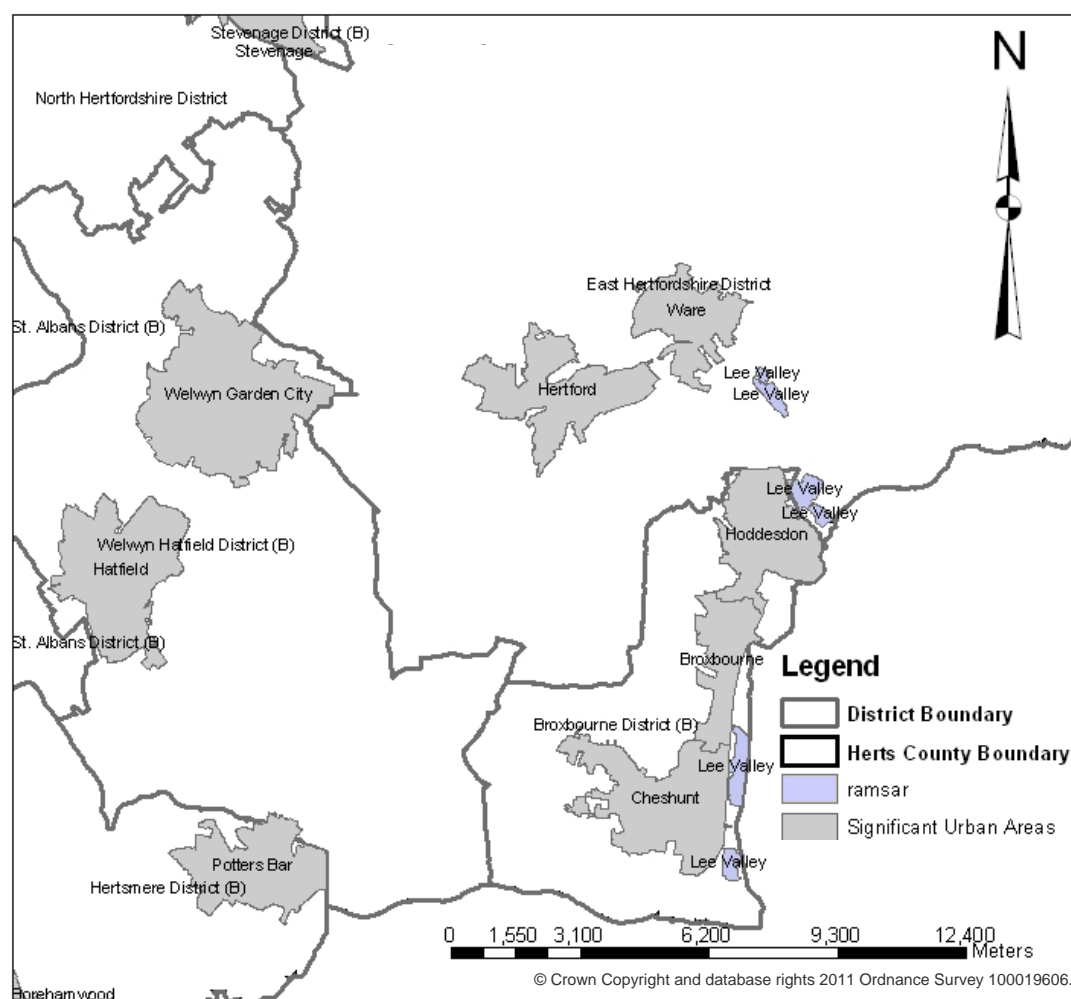 Stevenage District (B)
Stevenage
N
North Hertfordshire District
East Hertfordshire District
Ware
St. Albans District (B)
Lee Valley
Lee Valley
Welwyn Garden City
Hertford
Lee Valley
Lee Valley
Hoddesdon
Welwyn Hatfield District (B)
Hatfield
St. Albans District (B)
Broxbourne
Legend
District Boundary
Herts County Boundary
ramsar
Significant Urban Areas
Broxbourne District (B)
Lee Valley
Cheshunt
Lee Valley
Potters Bar
Hertsmere District (B)
0 1,550 3,100 6,200 9,300 12,400
Meters
© Crown Copyright and database rights 2011 Ordnance Survey 100019606.
Borehamwood